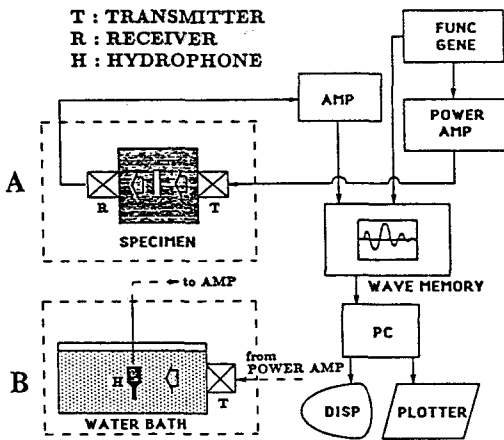 T : TRANSMITTER
R : RECEIVER
H : HYDROPHONE
FUNC
GENE
AMP
POWER
AMP
A
R
T
SPECIMEN
WAVE MEMORY
to AMP
PC
B
H
from
POWER AMP
T
WATER BATH
DISP
PLOTTER